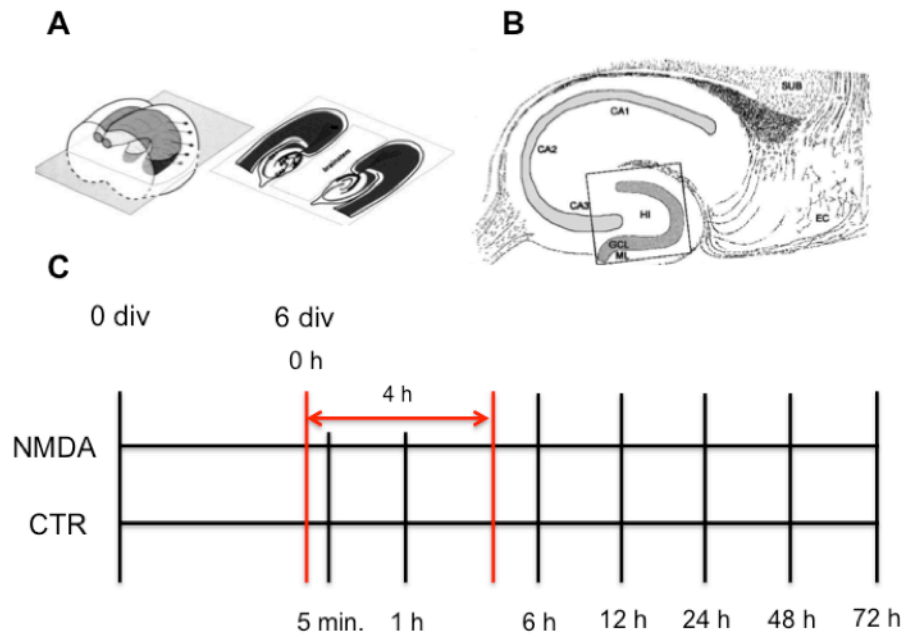 A
B
SUB
CA1
CA2
CA3
HI
EC
GCL
ML
C
0 div 6 div
0 h
4 h
NMDA
CTR
5 min. 1 h 6 h 12 h 24 h 48 h 72 h